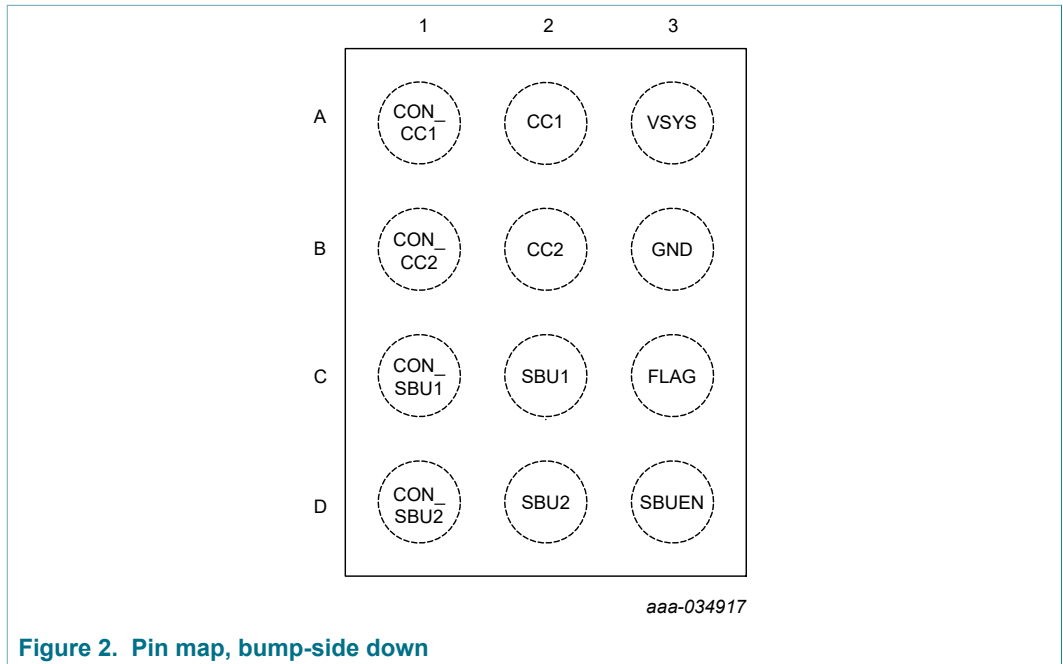 1 2 3
A CON_ CC1 CC1 VSYS
B CON_ CC2 CC2 GND
C CON_ SBU1 SBU1 FLAG
D CON_ SBU2 SBU2 SBUEN
aaa-034917
Figure 2. Pin map, bump-side down